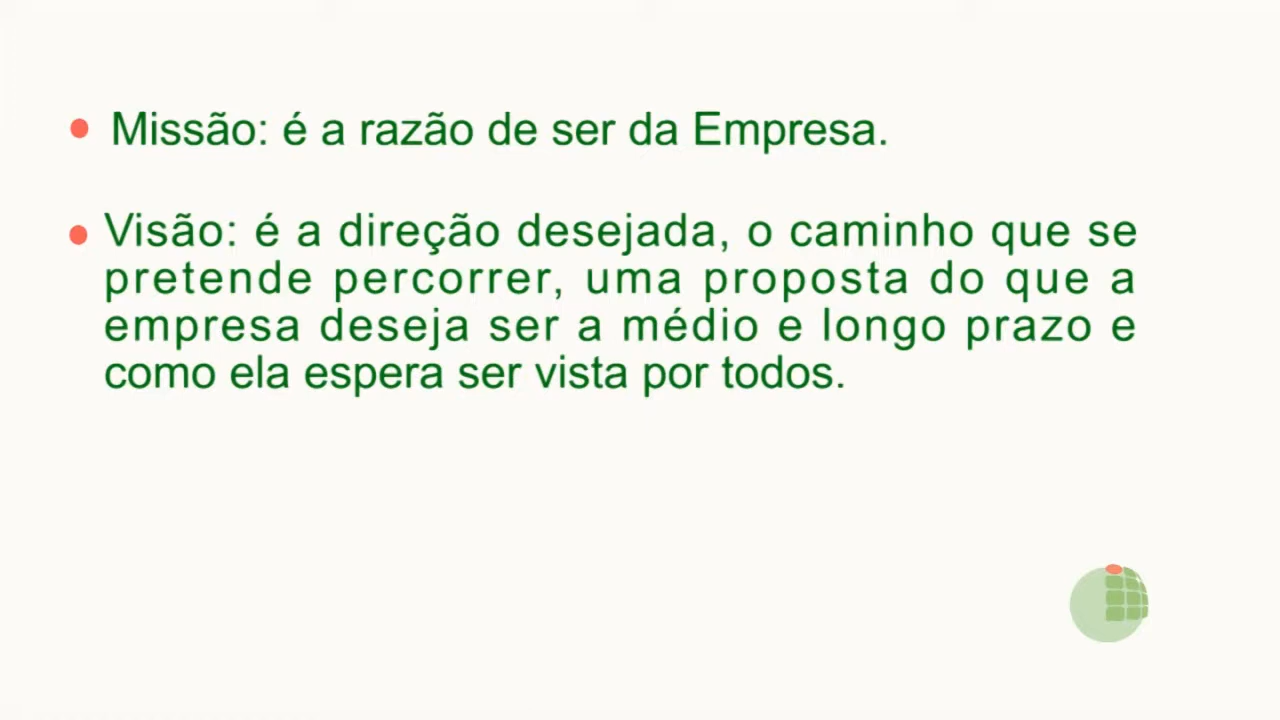 Missão: é a razão de ser da Empresa.
Visão: é a direção desejada, o caminho que se
pretende percorrer, uma proposta do que a
empresa deseja ser a médio e longo prazo e
como ela espera ser vista por todos.